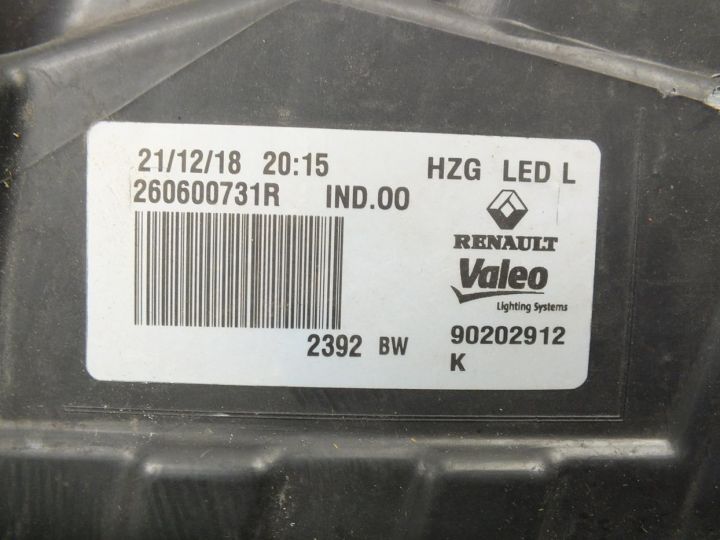 21/12/18 20:15 HZG LED L
260600731R IND.00
RENAULT
Valeo
Lighting Systems
2392 BW 90202912
K